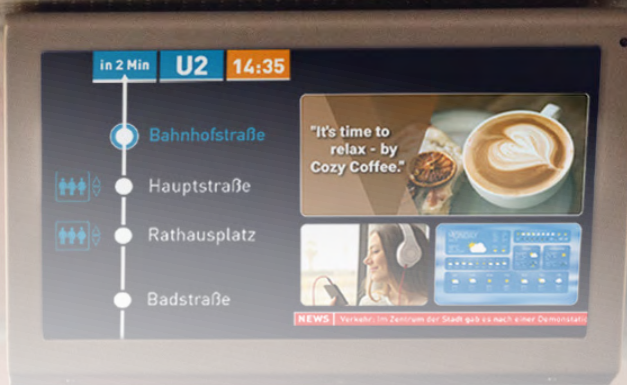 in 2 Min
U2
14:35
Bahnhofstraße
Hauptstraße
Rathausplatz
Badstraße
"It's time to
relax - by
Cozy Coffee."
NEWS
Verkehr: Im Zentrum der Stadt gab es nach einer Demonstatio